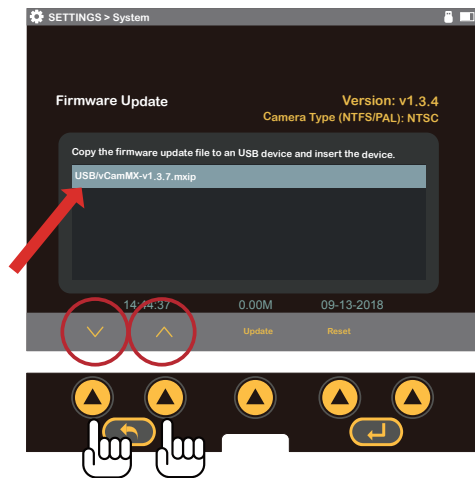 SETTINGS > System
Firmware Update
Version: v1.3.4
Camera Type (NTFS/PAL): NTSC
Copy the firmware update file to an USB device and insert the device.
USB/vCamMX-v1.3.7.mxip
14:14:37 0.00M 09-13-2018
Update Reset